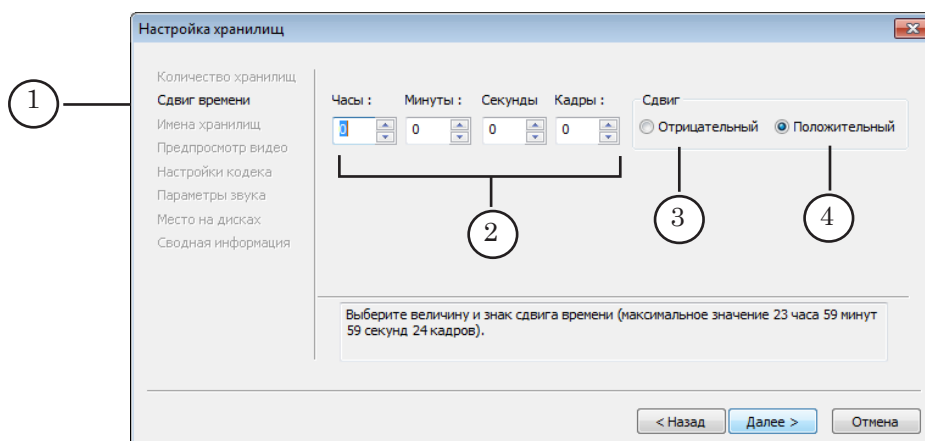 Настройка хранилищ
1
Количество хранилищ
Сдвиг времени
Имена хранилищ
Предпросмотр видео
Настройки кодека
Параметры звука
Место на дисках
Сводная информация
Часы : Минуты : Секунды Кадры :
0 0 0 0
Сдвиг
Отрицательный Положительный
2 3 4
Выберите величину и знак сдвига времени (максимальное значение 23 часа 59 минут
59 секунд 24 кадров).
< Назад Далее > Отмена